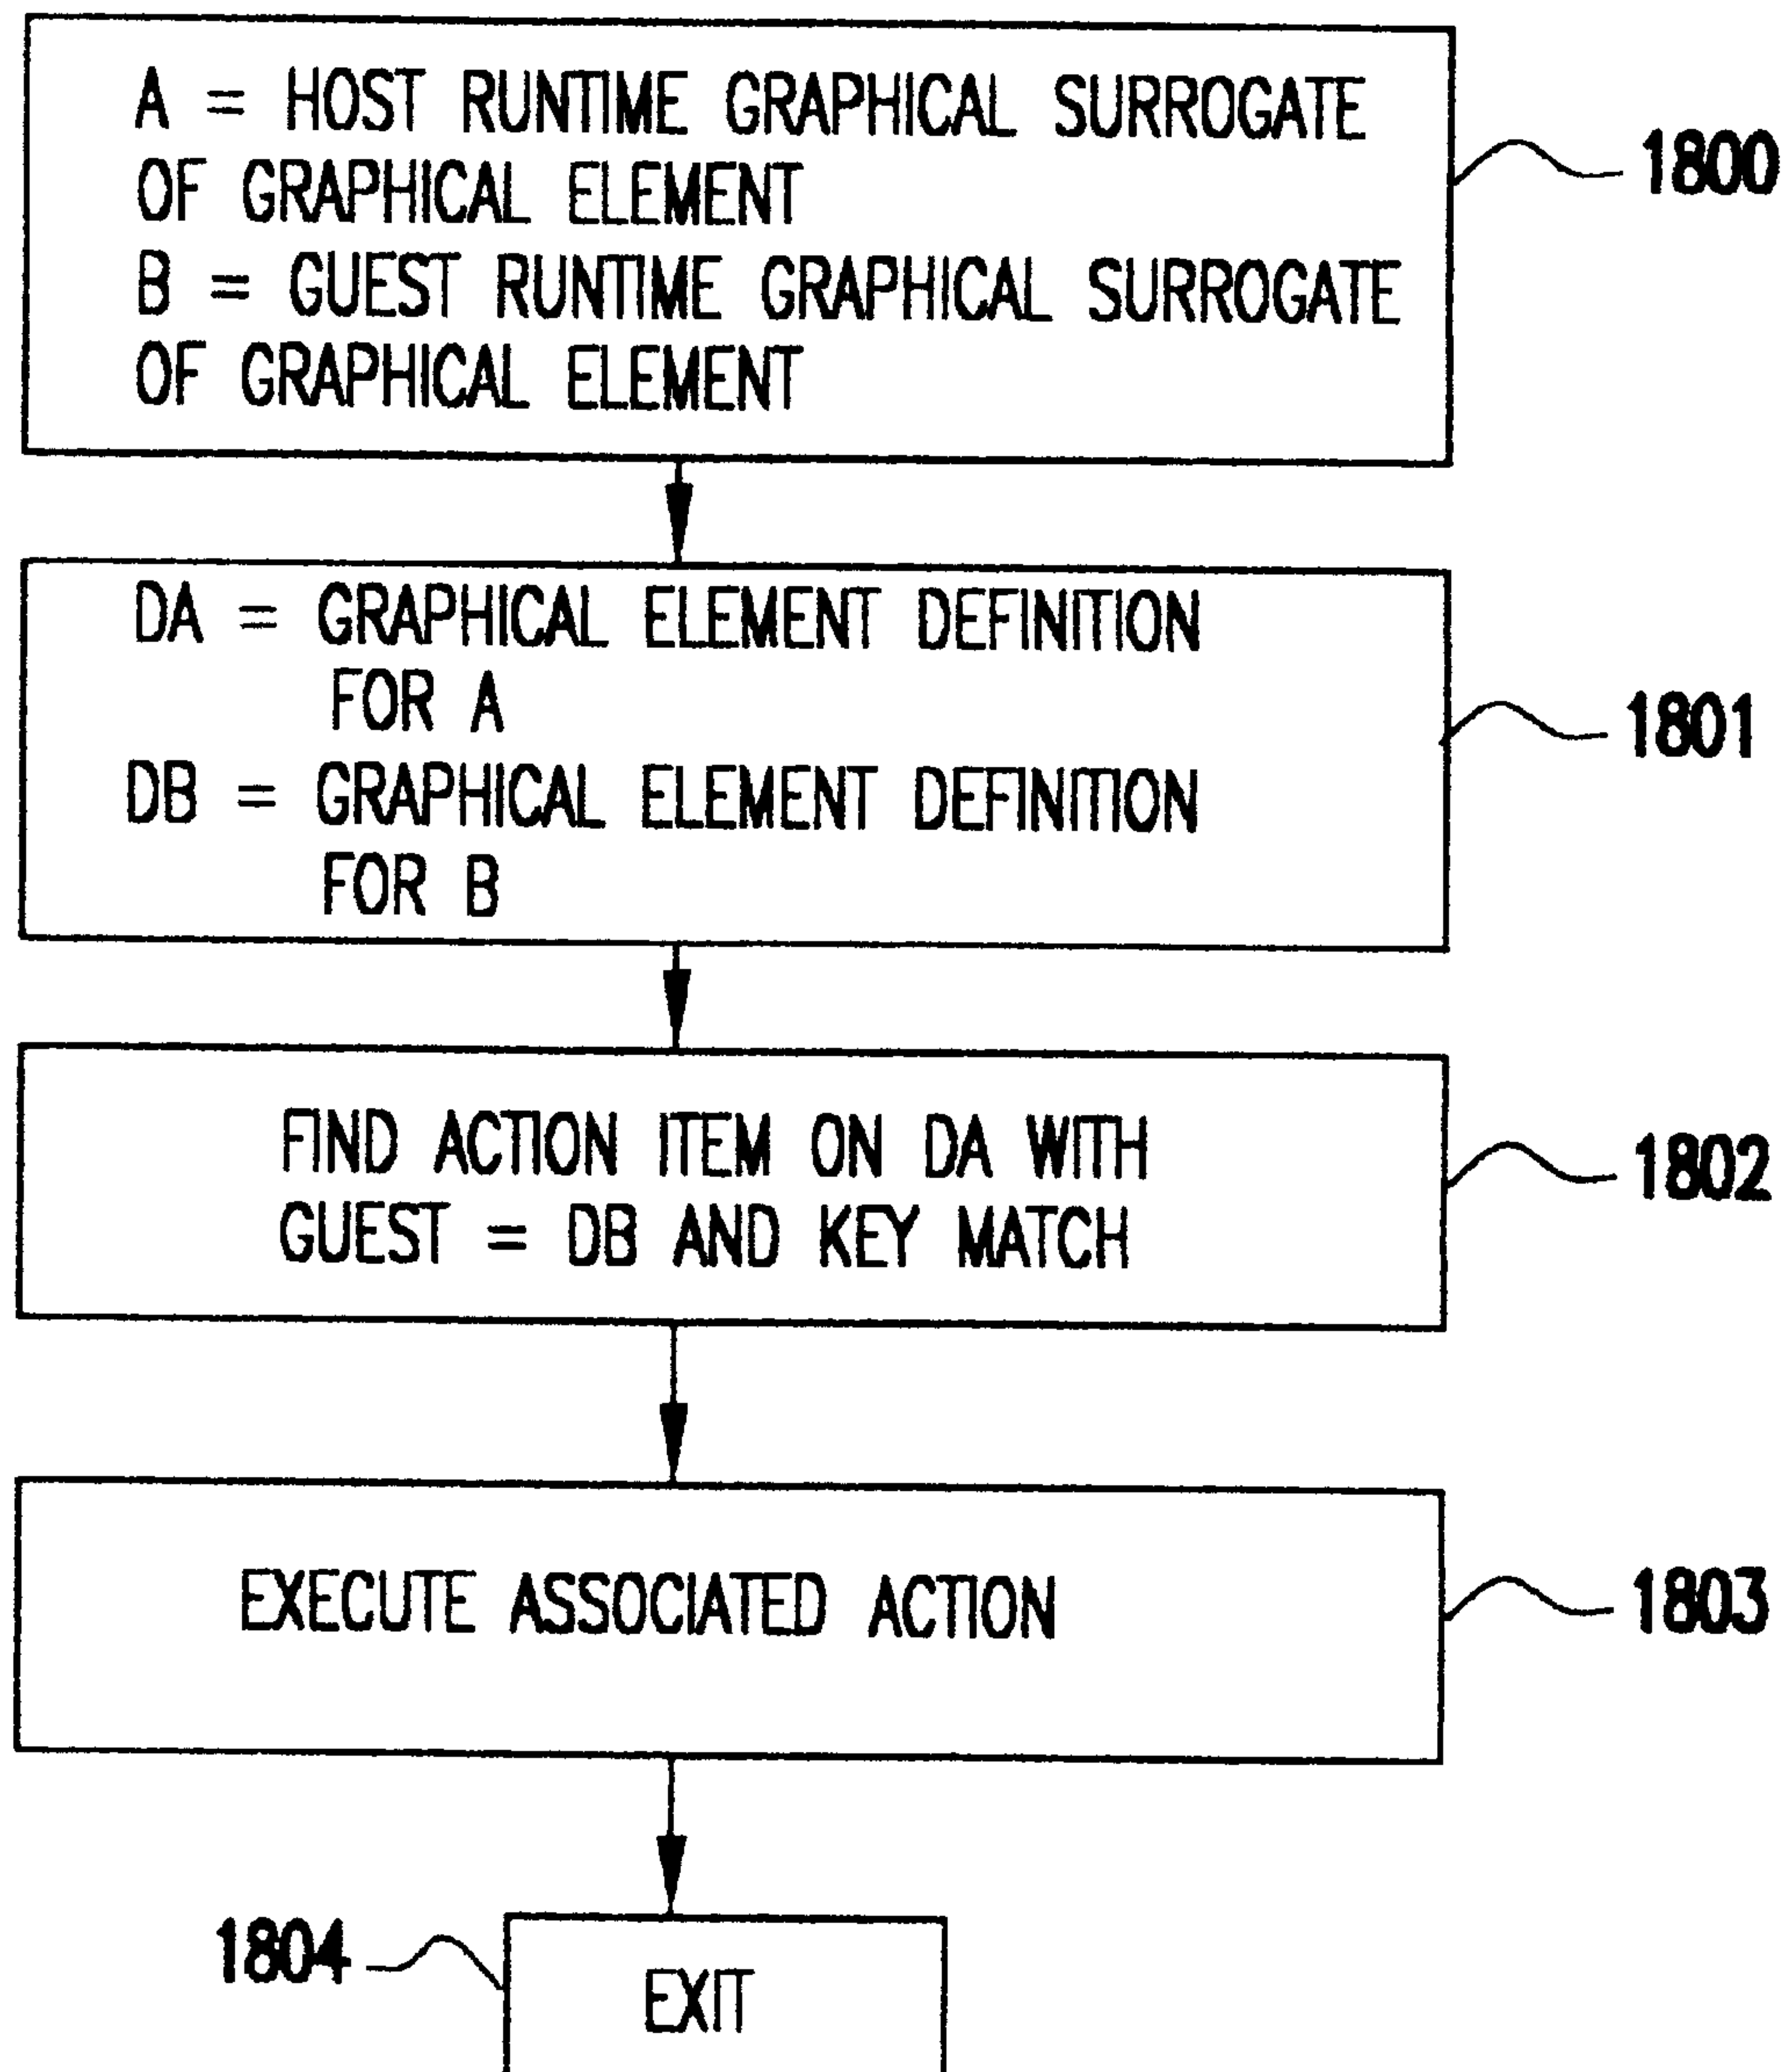 A = HOST RUNTIME GRAPHICAL SURROGATE
OF GRAPHICAL ELEMENT
B = GUEST RUNTIME GRAPHICAL SURROGATE
OF GRAPHICAL ELEMENT
1800
DA = GRAPHICAL ELEMENT DEFINITION
FOR A
DB = GRAPHICAL ELEMENT DEFINITION
FOR B
1801
FIND ACTION ITEM ON DA WITH
GUEST = DB AND KEY MATCH
1802
EXECUTE ASSOCIATED ACTION
1803
1804
EXIT